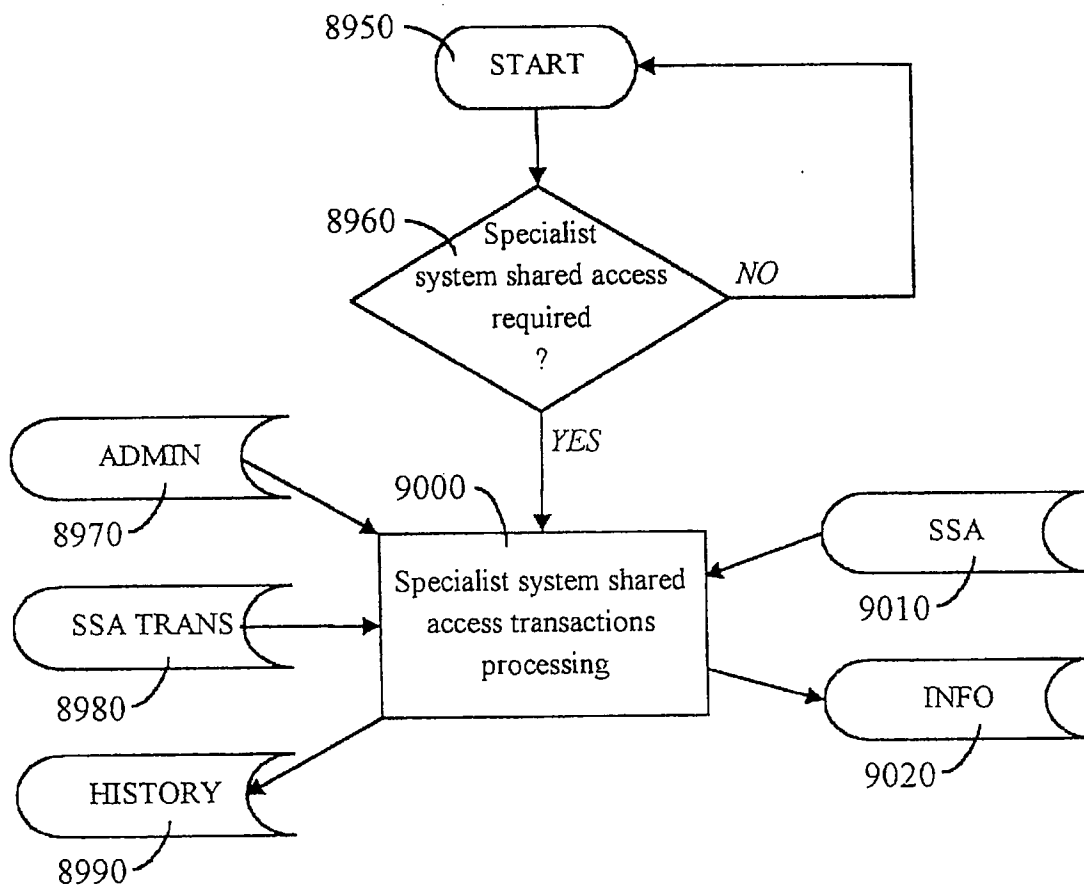 8950
START
8960
Specialist
system shared access
required
?
NO
YES
ADMIN
8970
9000
Specialist system shared
access transactions
processing
SSA
9010
SSA TRANS
8980
INFO
9020
HISTORY
8990